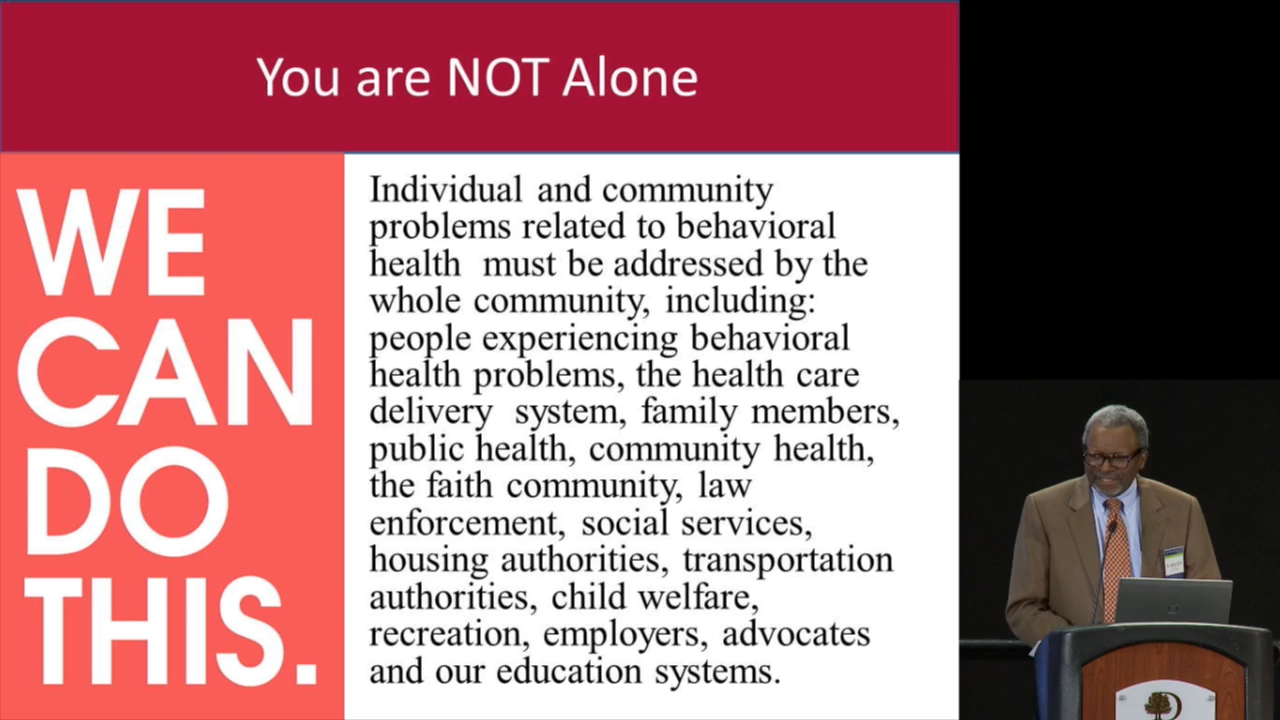 You are NOT Alone
WE
CAN
DO
THIS.
Individual and community
problems related to behavioral
health must be addressed by the
whole community, including:
people experiencing behavioral
health problems, the health care
delivery system, family members,
public health, community health,
the faith community, law
enforcement, social services,
housing authorities, transportation
authorities, child welfare,
recreation, employers, advocates
and our education systems.